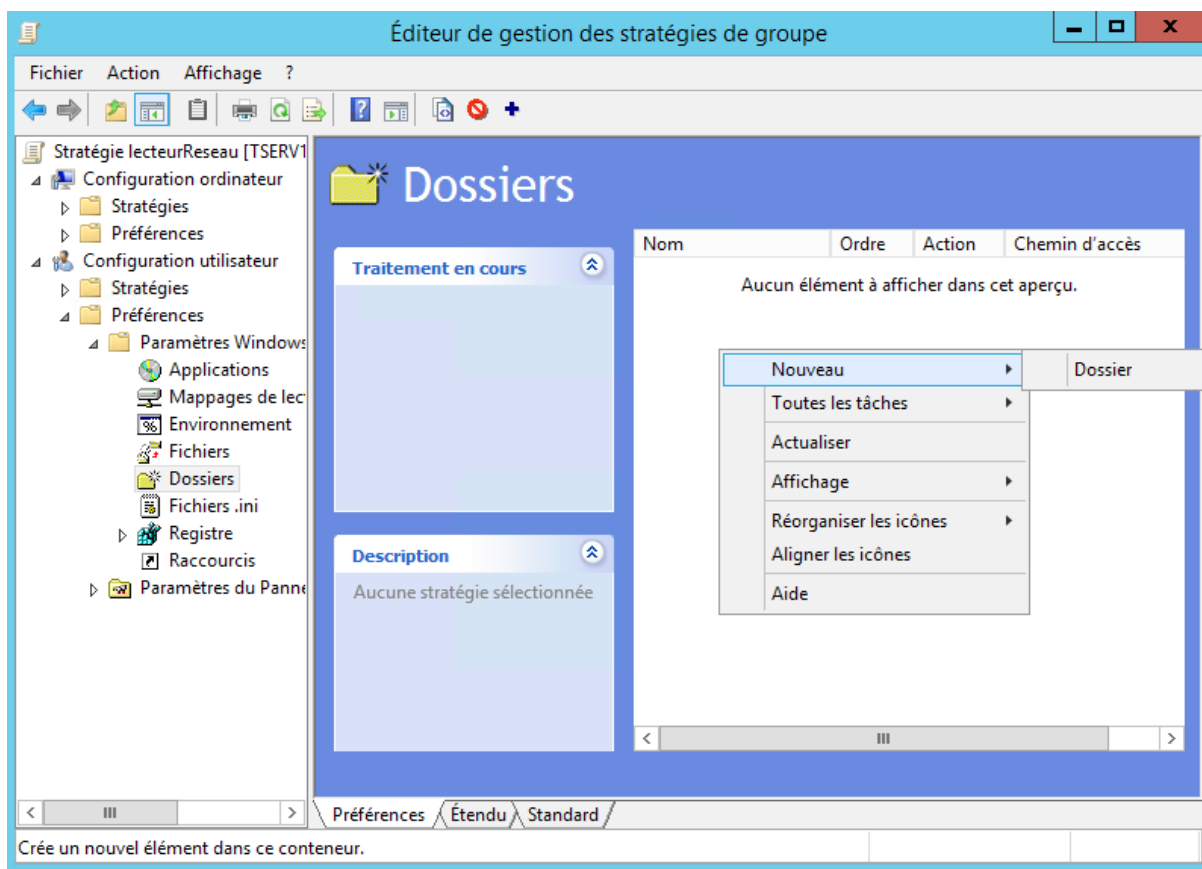 Éditeur de gestion des stratégies de groupe
Fichier Action Affichage ?
Stratégie lecteurReseau [TSERV1
Configuration ordinateur
Stratégies
Préférences
Configuration utilisateur
Stratégies
Préférences
Paramètres Windows
Applications
Mappages de lec
Environnement
Fichiers
Dossiers
Fichiers .ini
Registre
Raccourcis
Paramètres du Panne
Dossiers
Traitement en cours
Description
Aucune stratégie sélectionnée
Nom Ordre Action Chemin d'accès
Aucun élément à afficher dans cet aperçu.
Nouveau
Dossier
Toutes les tâches
Actualiser
Affichage
Réorganiser les icônes
Aligner les icônes
Aide
Préférences Étendu Standard
Crée un nouvel élément dans ce conteneur.